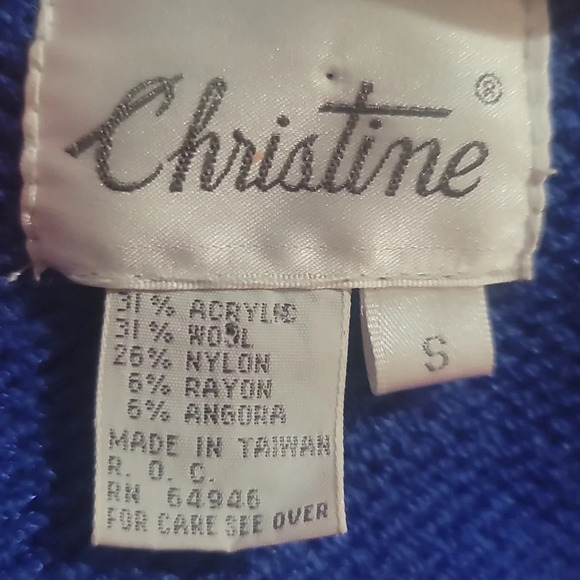 Christine®
31% ACRYLIC
31% WOOL
26% NYLON
6% RAYON
6% ANGORA
MADE IN TAIWAN
R. O. C.
RN 64946
FOR CARE SEE OVER
S